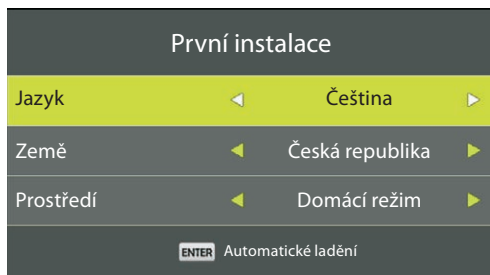 První instalace
Jazyk Čeština
Země Česká republika
Prostředí Domácí režim
ENTER Automatické ladění